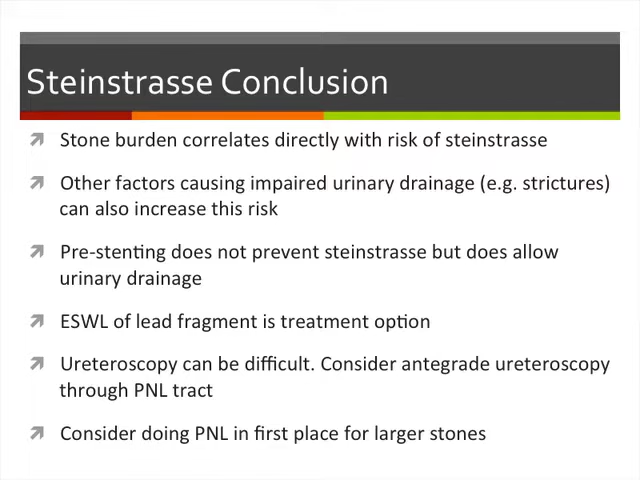 Steinstrasse Conclusion
Stone burden correlates directly with risk of steinstrasse
Other factors causing impaired urinary drainage (e.g. strictures)
can also increase this risk
Pre-stenting does not prevent steinstrasse but does allow
urinary drainage
ESWL of lead fragment is treatment option
Ureteroscopy can be difficult. Consider antegrade ureteroscopy
through PNL tract
Consider doing PNL in first place for larger stones